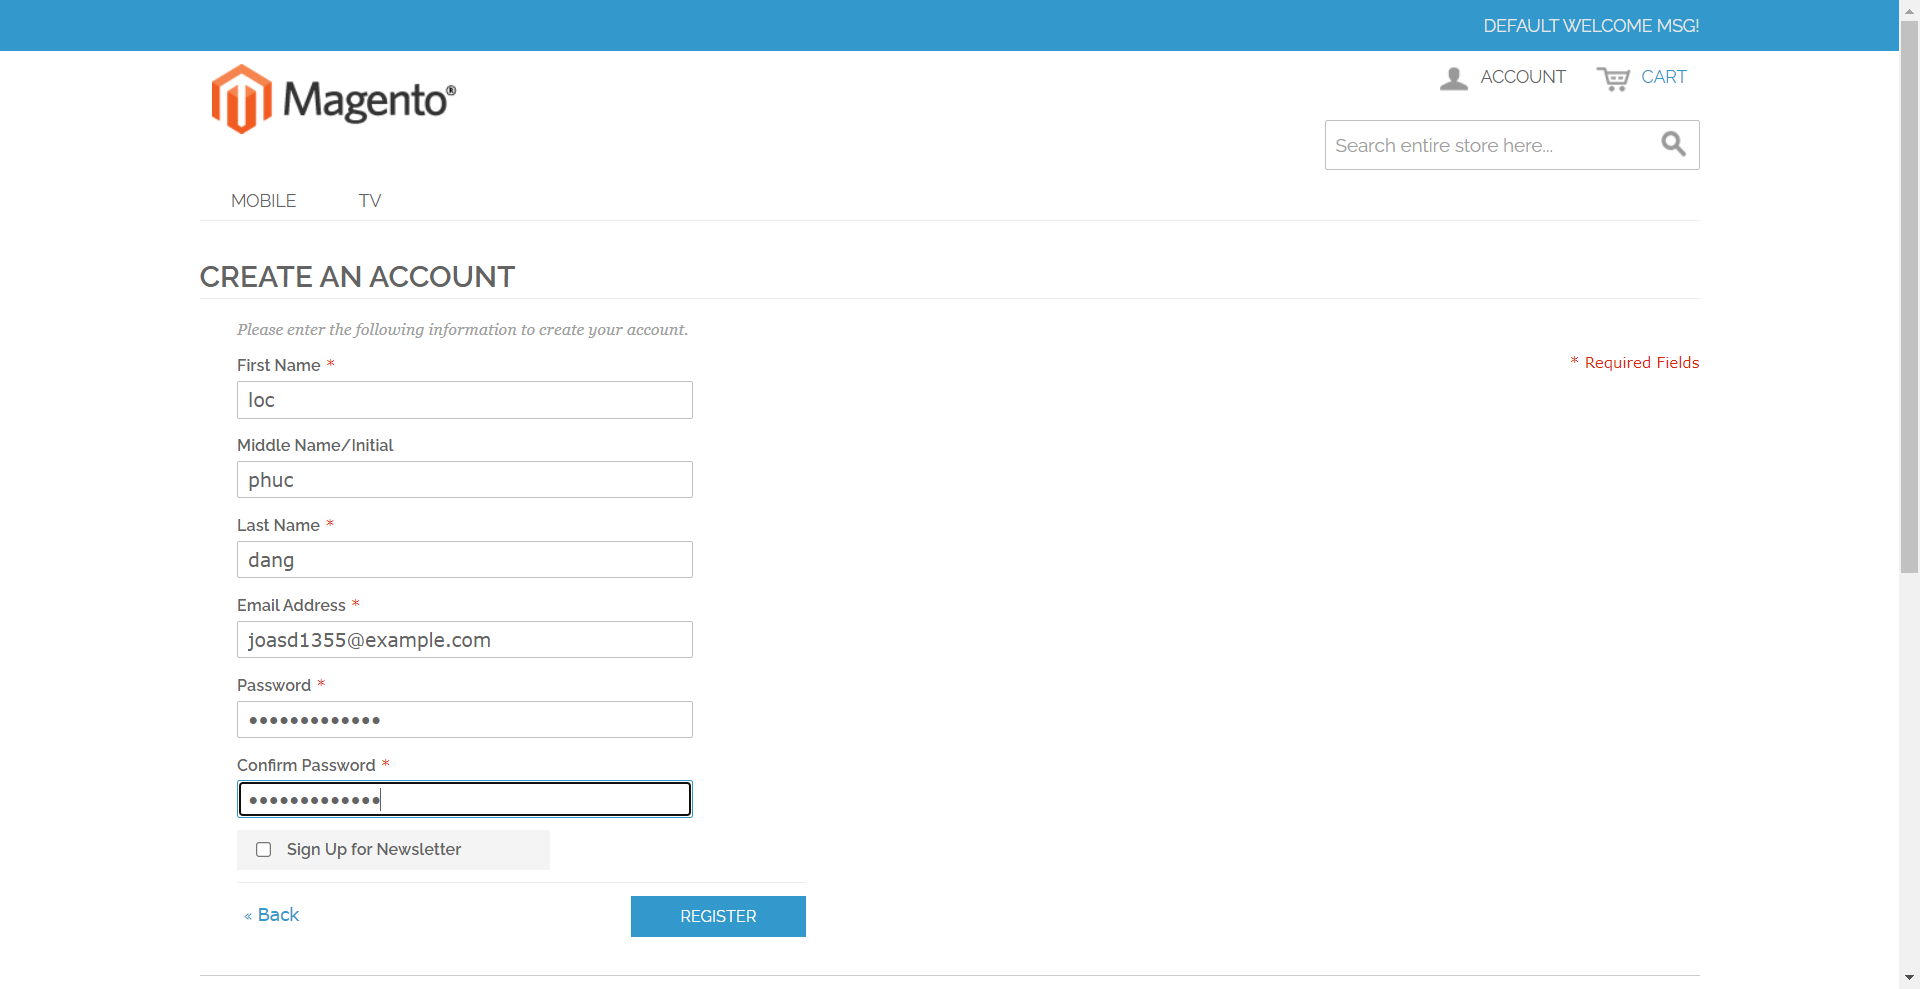 DEFAULT WELCOME MSG!
Magento®
ACCOUNT
CART
Search entire store here...
MOBILE
TV
CREATE AN ACCOUNT
Please enter the following information to create your account.
* Required Fields
First Name *
loc
Middle Name/Initial
phuc
Last Name *
dang
Email Address *
joasd1355@example.com
Password *
•••••••••••••
Confirm Password *
•••••••••••••
Sign Up for Newsletter
« Back
REGISTER